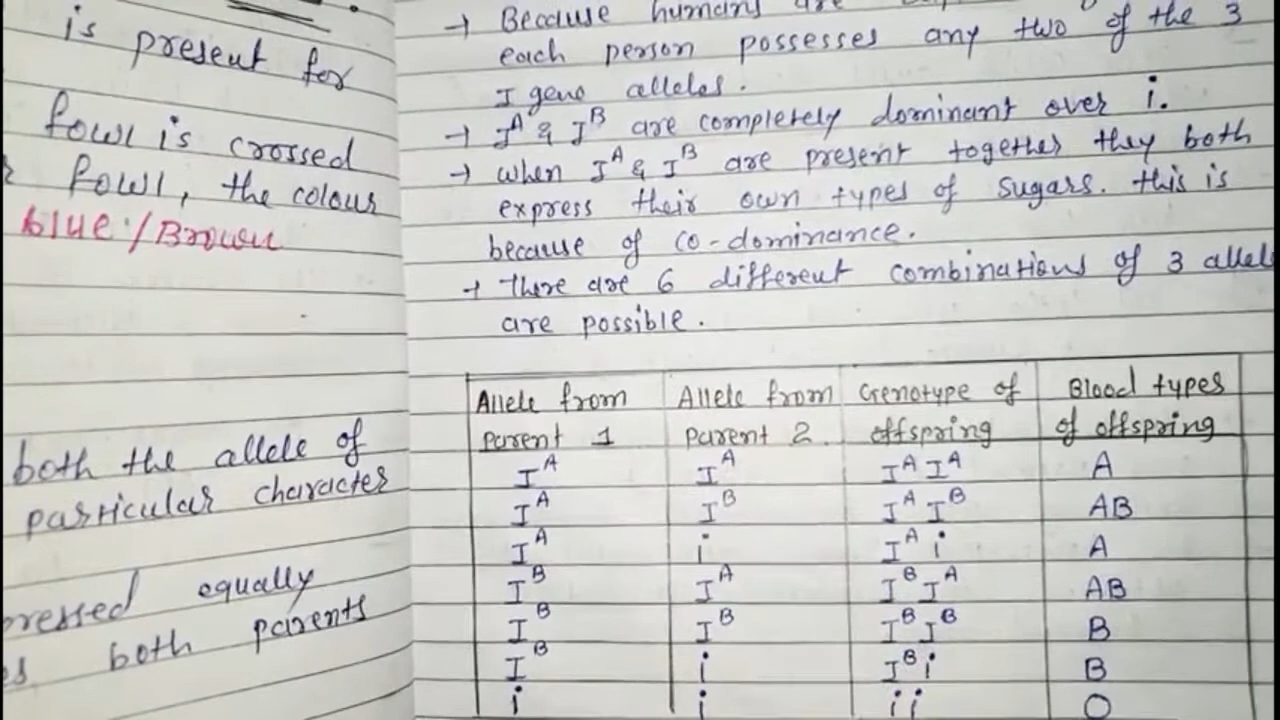 is present for
fowl is crossed
fowl, the colour
blue/Brown
both the allele of
particular character
equally
both parents
→ Because humans are
each person possesses any two of the 3
I gene alleles.
→ I^A & I^B are completely dominant over i.
→ when I^A & I^B are present together they both
express their own types of sugars. this is
because of co-dominance.
→ There are 6 different combinations of 3 allele
are possible.
Allele from parent 1 | Allele from parent 2. | Genotype of offspring | Blood types of offspring
I^A | I^A | I^A I^A | A
I^A | I^B | I^A I^B | AB
I^A | i | I^A i | A
I^B | I^A | I^B I^A | AB
I^B | I^B | I^B I^B | B
I^B | i | I^B i | B
i | i | i i | O